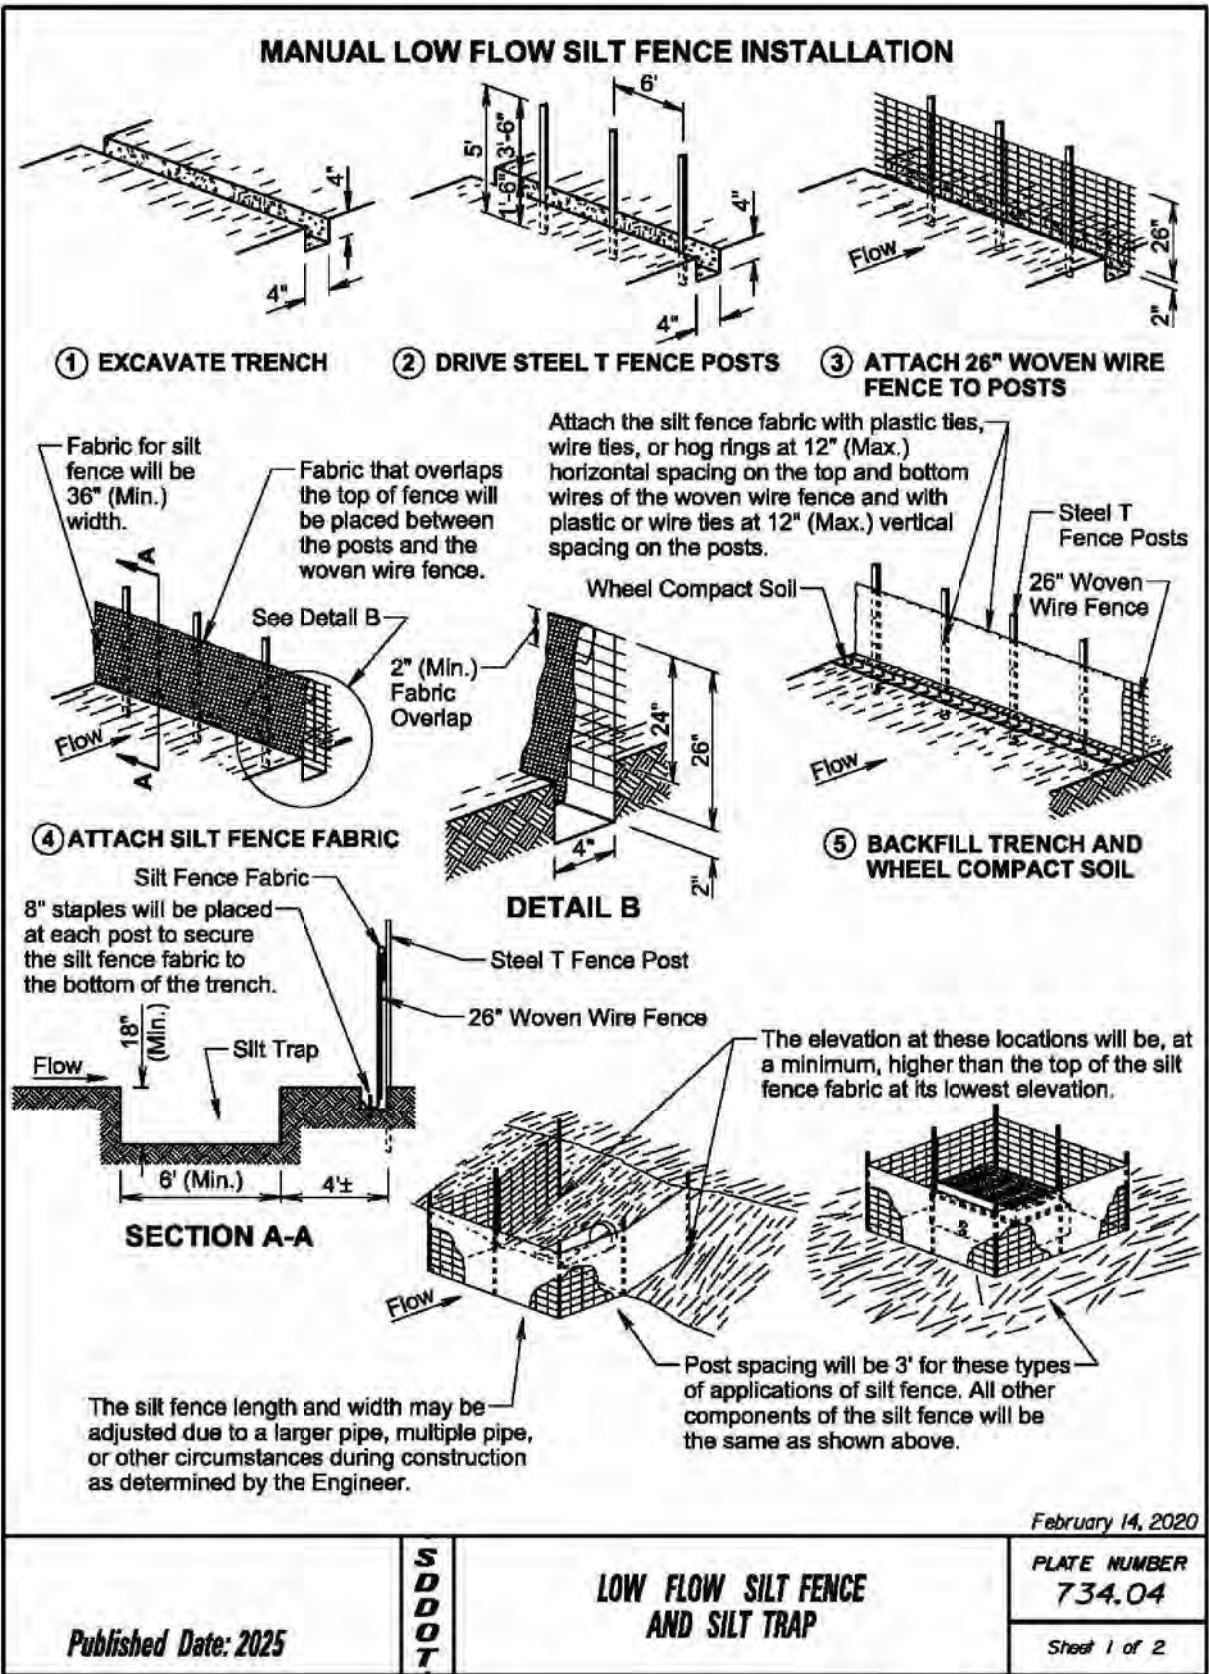 MANUAL LOW FLOW SILT FENCE INSTALLATION
4"
4"
① EXCAVATE TRENCH
5'
3'-6"
1'-6"
6'
4"
4"
② DRIVE STEEL T FENCE POSTS
Flow
26"
2"
③ ATTACH 26" WOVEN WIRE
FENCE TO POSTS
Fabric for silt
fence will be
36" (Min.)
width.
Fabric that overlaps
the top of fence will
be placed between
the posts and the
woven wire fence.
See Detail B
A
Flow
A
④ ATTACH SILT FENCE FABRIC
Attach the silt fence fabric with plastic ties,
wire ties, or hog rings at 12" (Max.)
horizontal spacing on the top and bottom
wires of the woven wire fence and with
plastic or wire ties at 12" (Max.) vertical
spacing on the posts.
Wheel Compact Soil
Steel T
Fence Posts
26" Woven
Wire Fence
Flow
⑤ BACKFILL TRENCH AND
WHEEL COMPACT SOIL
2" (Min.)
Fabric
Overlap
24"
26"
4"
2"
DETAIL B
Silt Fence Fabric
8" staples will be placed
at each post to secure
the silt fence fabric to
the bottom of the trench.
Steel T Fence Post
26" Woven Wire Fence
18"
(Min.)
Silt Trap
Flow
6' (Min.)
4'±
SECTION A-A
The elevation at these locations will be, at
a minimum, higher than the top of the silt
fence fabric at its lowest elevation.
Flow
Post spacing will be 3' for these types
of applications of silt fence. All other
components of the silt fence will be
the same as shown above.
The silt fence length and width may be
adjusted due to a larger pipe, multiple pipe,
or other circumstances during construction
as determined by the Engineer.
February 14, 2020
Published Date: 2025
SDDOT
LOW FLOW SILT FENCE
AND SILT TRAP
PLATE NUMBER
734.04
Sheet 1 of 2